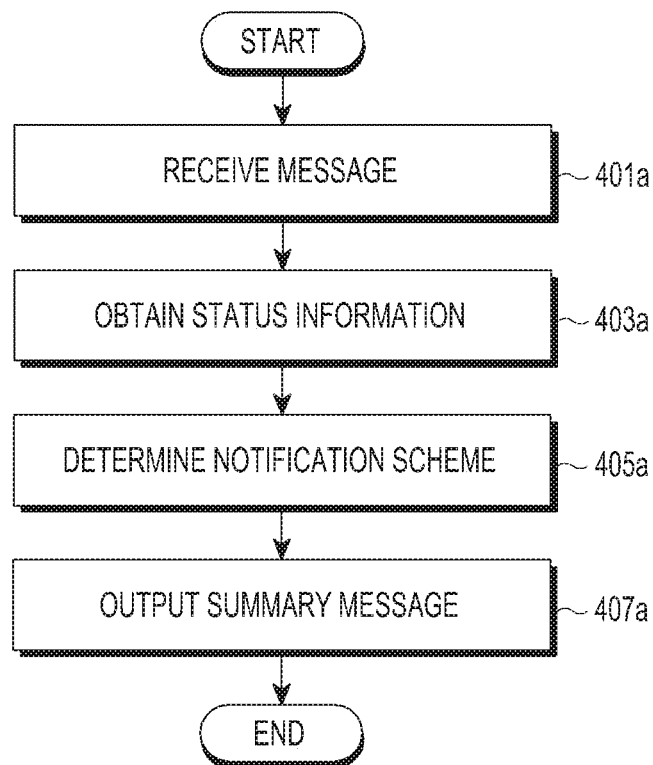 START
RECEIVE MESSAGE
401a
OBTAIN STATUS INFORMATION
403a
DETERMINE NOTIFICATION SCHEME
405a
OUTPUT SUMMARY MESSAGE
407a
END